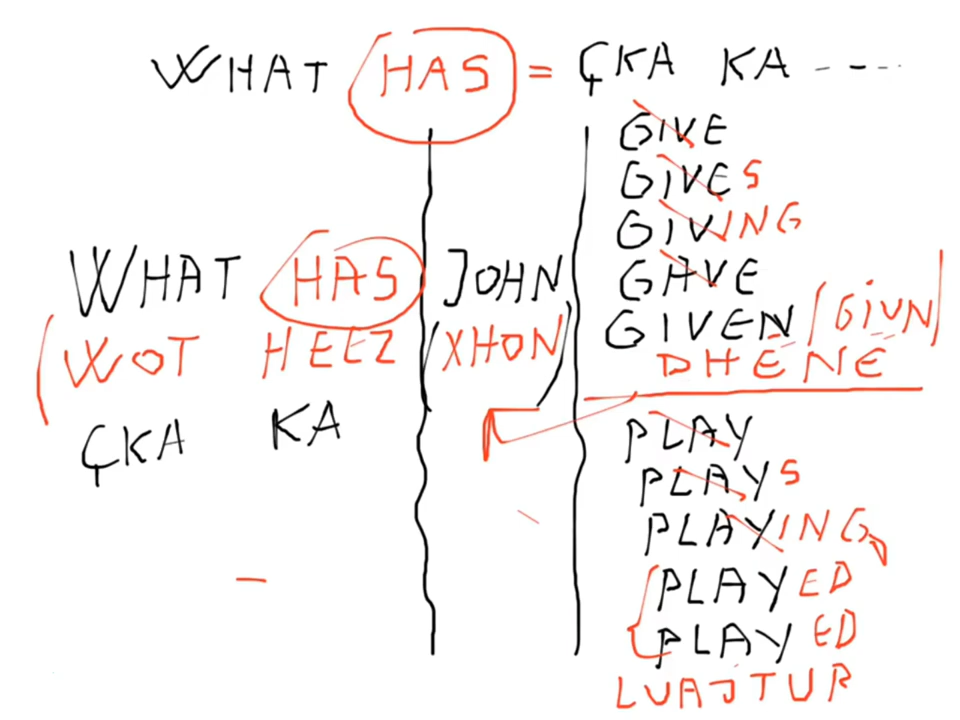 WHAT HAS = ÇKA KA ----
GIVE
GIVES
GIVING
GAVE
WHAT HAS JOHN GIVEN (GIVN)
(WOT HEEZ (XHON) DHËNË
ÇKA KA
PLAY
PLAYS
PLAYING
PLAYED
PLAYED
LUAJTUR